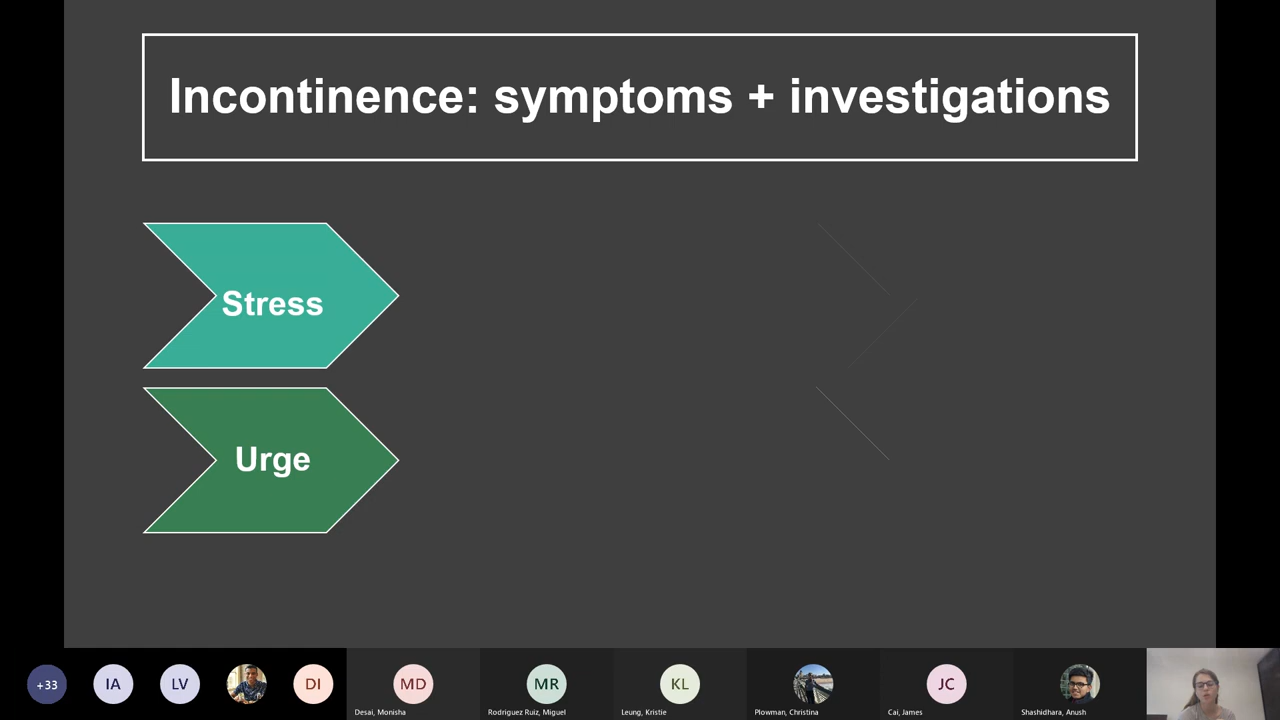 Incontinence: symptoms + investigations
Stress
Urge
+33
IA
LV
DI
MD
Desai, Monisha
MR
Rodriguez Ruiz, Miguel
KL
Leung, Kristie
Plowman, Christina
JC
Cai, James
Shashidhara, Anush